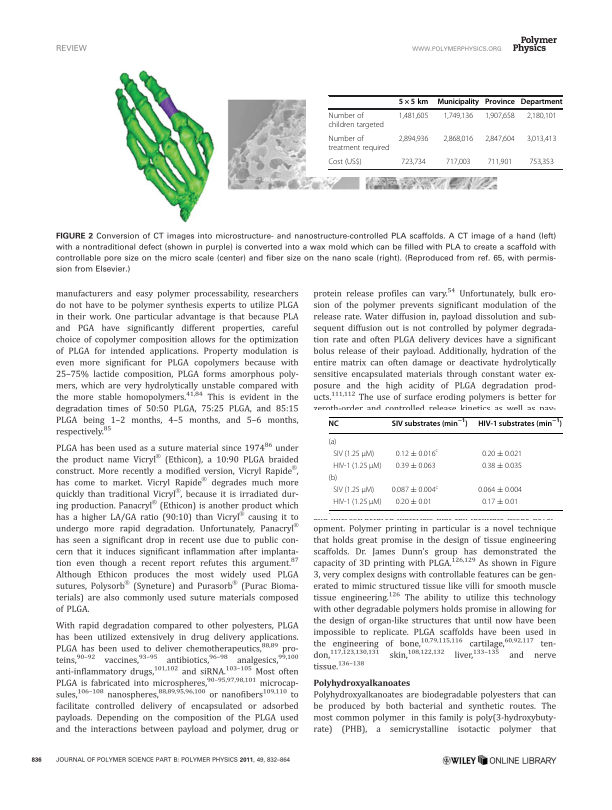 REVIEW
WWW.POLYMERPHYSICS.ORG
Polymer
Physics
5 × 5 km Municipality Province Department
Number of
children targeted 1,481,605 1,749,136 1,907,658 2,180,101
Number of
treatment required 2,894,936 2,868,016 2,847,604 3,013,413
Cost (US$) 723,734 717,003 711,901 753,353
FIGURE 2 Conversion of CT images into microstructure- and nanostructure-controlled PLA scaffolds. A CT image of a hand (left)
with a nontraditional defect (shown in purple) is converted into a wax mold which can be filled with PLA to create a scaffold with
controllable pore size on the micro scale (center) and fiber size on the nano scale (right). (Reproduced from ref. 65, with permis-
sion from Elsevier.)
manufacturers and easy polymer processability, researchers
do not have to be polymer synthesis experts to utilize PLGA
in their work. One particular advantage is that because PLA
and PGA have significantly different properties, careful
choice of copolymer composition allows for the optimization
of PLGA for intended applications. Property modulation is
even more significant for PLGA copolymers because with
25–75% lactide composition, PLGA forms amorphous poly-
mers, which are very hydrolytically unstable compared with
the more stable homopolymers.41,84 This is evident in the
degradation times of 50:50 PLGA, 75:25 PLGA, and 85:15
PLGA being 1–2 months, 4–5 months, and 5–6 months,
respectively.85
PLGA has been used as a suture material since 197486 under
the product name Vicryl® (Ethicon), a 10:90 PLGA braided
construct. More recently a modified version, Vicryl Rapide®,
has come to market. Vicryl Rapide® degrades much more
quickly than traditional Vicryl®, because it is irradiated dur-
ing production. Panacryl® (Ethicon) is another product which
has a higher LA/GA ratio (90:10) than Vicryl® causing it to
undergo more rapid degradation. Unfortunately, Panacryl®
has seen a significant drop in recent use due to public con-
cern that it induces significant inflammation after implanta-
tion even though a recent report refutes this argument.87
Although Ethicon produces the most widely used PLGA
sutures, Polysorb® (Syneture) and Purasorb® (Purac Bioma-
terials) are also commonly used suture materials composed
of PLGA.
With rapid degradation compared to other polyesters, PLGA
has been utilized extensively in drug delivery applications.
PLGA has been used to deliver chemotherapeutics,88,89 pro-
teins,90–92 vaccines,93–95 antibiotics,96–98 analgesics,99,100
anti-inflammatory drugs,101,102 and siRNA.103–105 Most often
PLGA is fabricated into microspheres,90–95,97,98,101 microcap-
sules,106–108 nanospheres,88,89,95,96,100 or nanofibers109,110 to
facilitate controlled delivery of encapsulated or adsorbed
payloads. Depending on the composition of the PLGA used
and the interactions between payload and polymer, drug or
protein release profiles can vary.54 Unfortunately, bulk ero-
sion of the polymer prevents significant modulation of the
release rate. Water diffusion in, payload dissolution and sub-
sequent diffusion out is not controlled by polymer degrada-
tion rate and often PLGA delivery devices have a significant
bolus release of their payload. Additionally, hydration of the
entire matrix can often damage or deactivate hydrolytically
sensitive encapsulated materials through constant water ex-
posure and the high acidity of PLGA degradation prod-
ucts.111,112 The use of surface eroding polymers is better for
zeroth-order and controlled release kinetics as well as pay-
NC SIV substrates (min−1) HIV-1 substrates (min−1)
(a)
SIV (1.25 μM) 0.12 ± 0.016c 0.20 ± 0.021
HIV-1 (1.25 μM) 0.39 ± 0.063 0.38 ± 0.035
(b)
SIV (1.25 μM) 0.087 ± 0.004c 0.064 ± 0.004
HIV-1 (1.25 μM) 0.20 ± 0.01 0.17 ± 0.01
opment. Polymer printing in particular is a novel technique
that holds great promise in the design of tissue engineering
scaffolds. Dr. James Dunn's group has demonstrated the
capacity of 3D printing with PLGA.126,129 As shown in Figure
3, very complex designs with controllable features can be gen-
erated to mimic structured tissue like villi for smooth muscle
tissue engineering.126 The ability to utilize this technology
with other degradable polymers holds promise in allowing for
the design of organ-like structures that until now have been
impossible to replicate. PLGA scaffolds have been used in
the engineering of bone,10,79,115,116 cartilage,60,92,117 ten-
don,117,123,130,131 skin,108,122,132 liver,133–135 and nerve
tissue.136–138
Polyhydroxyalkanoates
Polyhydroxyalkanoates are biodegradable polyesters that can
be produced by both bacterial and synthetic routes. The
most common polymer in this family is poly(3-hydroxybuty-
rate) (PHB), a semicrystalline isotactic polymer that
836 JOURNAL OF POLYMER SCIENCE PART B: POLYMER PHYSICS 2011, 49, 832–864
WILEY ONLINE LIBRARY